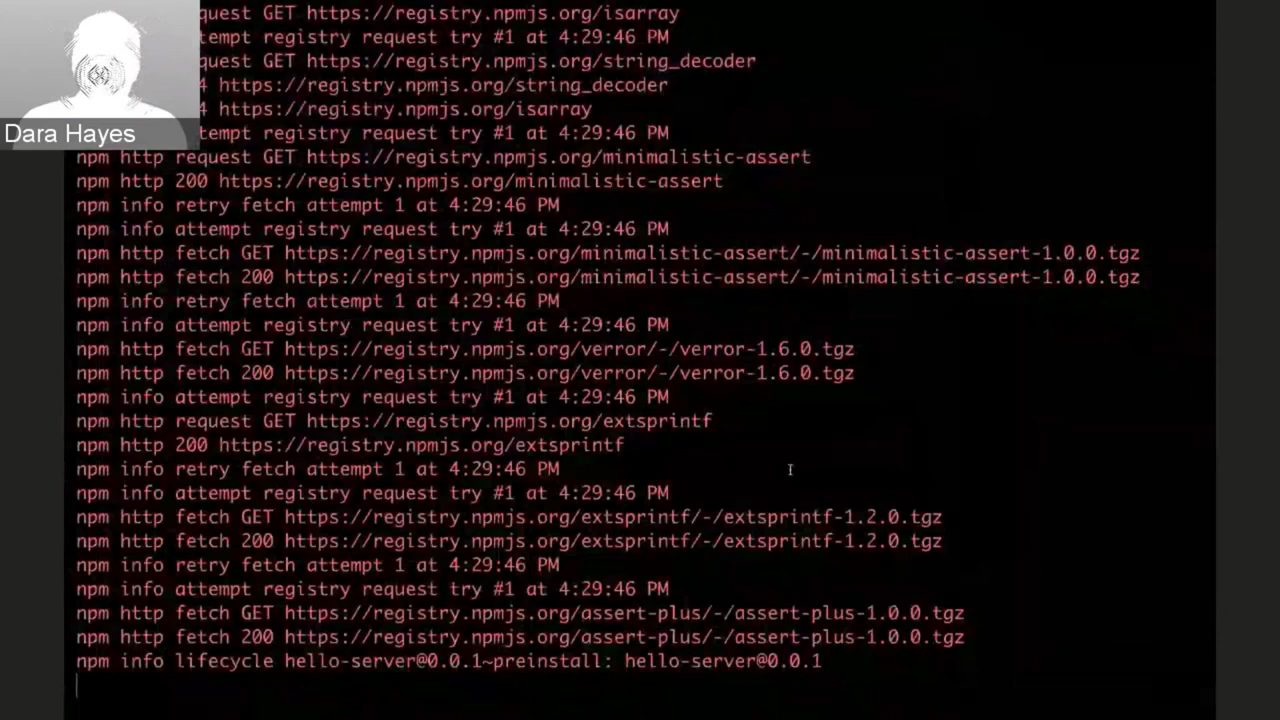 quest GET https://registry.npmjs.org/isarray
tempt registry request try #1 at 4:29:46 PM
quest GET https://registry.npmjs.org/string_decoder
4 https://registry.npmjs.org/string_decoder
4 https://registry.npmjs.org/isarray
tempt registry request try #1 at 4:29:46 PM
Dara Hayes
npm http request GET https://registry.npmjs.org/minimalistic-assert
npm http 200 https://registry.npmjs.org/minimalistic-assert
npm info retry fetch attempt 1 at 4:29:46 PM
npm info attempt registry request try #1 at 4:29:46 PM
npm http fetch GET https://registry.npmjs.org/minimalistic-assert/-/minimalistic-assert-1.0.0.tgz
npm http fetch 200 https://registry.npmjs.org/minimalistic-assert/-/minimalistic-assert-1.0.0.tgz
npm info retry fetch attempt 1 at 4:29:46 PM
npm info attempt registry request try #1 at 4:29:46 PM
npm http fetch GET https://registry.npmjs.org/verror/-/verror-1.6.0.tgz
npm http fetch 200 https://registry.npmjs.org/verror/-/verror-1.6.0.tgz
npm info attempt registry request try #1 at 4:29:46 PM
npm http request GET https://registry.npmjs.org/extsprintf
npm http 200 https://registry.npmjs.org/extsprintf
npm info retry fetch attempt 1 at 4:29:46 PM
npm info attempt registry request try #1 at 4:29:46 PM
npm http fetch GET https://registry.npmjs.org/extsprintf/-/extsprintf-1.2.0.tgz
npm http fetch 200 https://registry.npmjs.org/extsprintf/-/extsprintf-1.2.0.tgz
npm info retry fetch attempt 1 at 4:29:46 PM
npm info attempt registry request try #1 at 4:29:46 PM
npm http fetch GET https://registry.npmjs.org/assert-plus/-/assert-plus-1.0.0.tgz
npm http fetch 200 https://registry.npmjs.org/assert-plus/-/assert-plus-1.0.0.tgz
npm info lifecycle hello-server@0.0.1~preinstall: hello-server@0.0.1